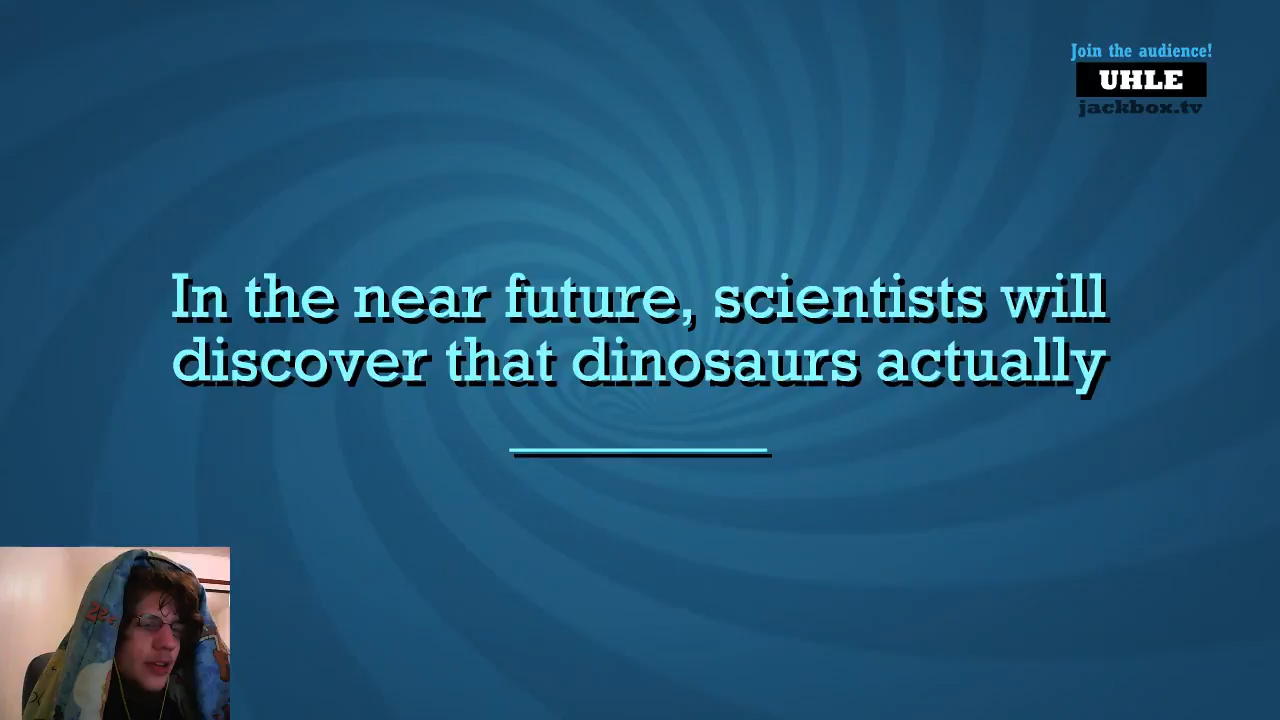 Join the audience!
UHLE
jackbox.tv
In the near future, scientists will
discover that dinosaurs actually